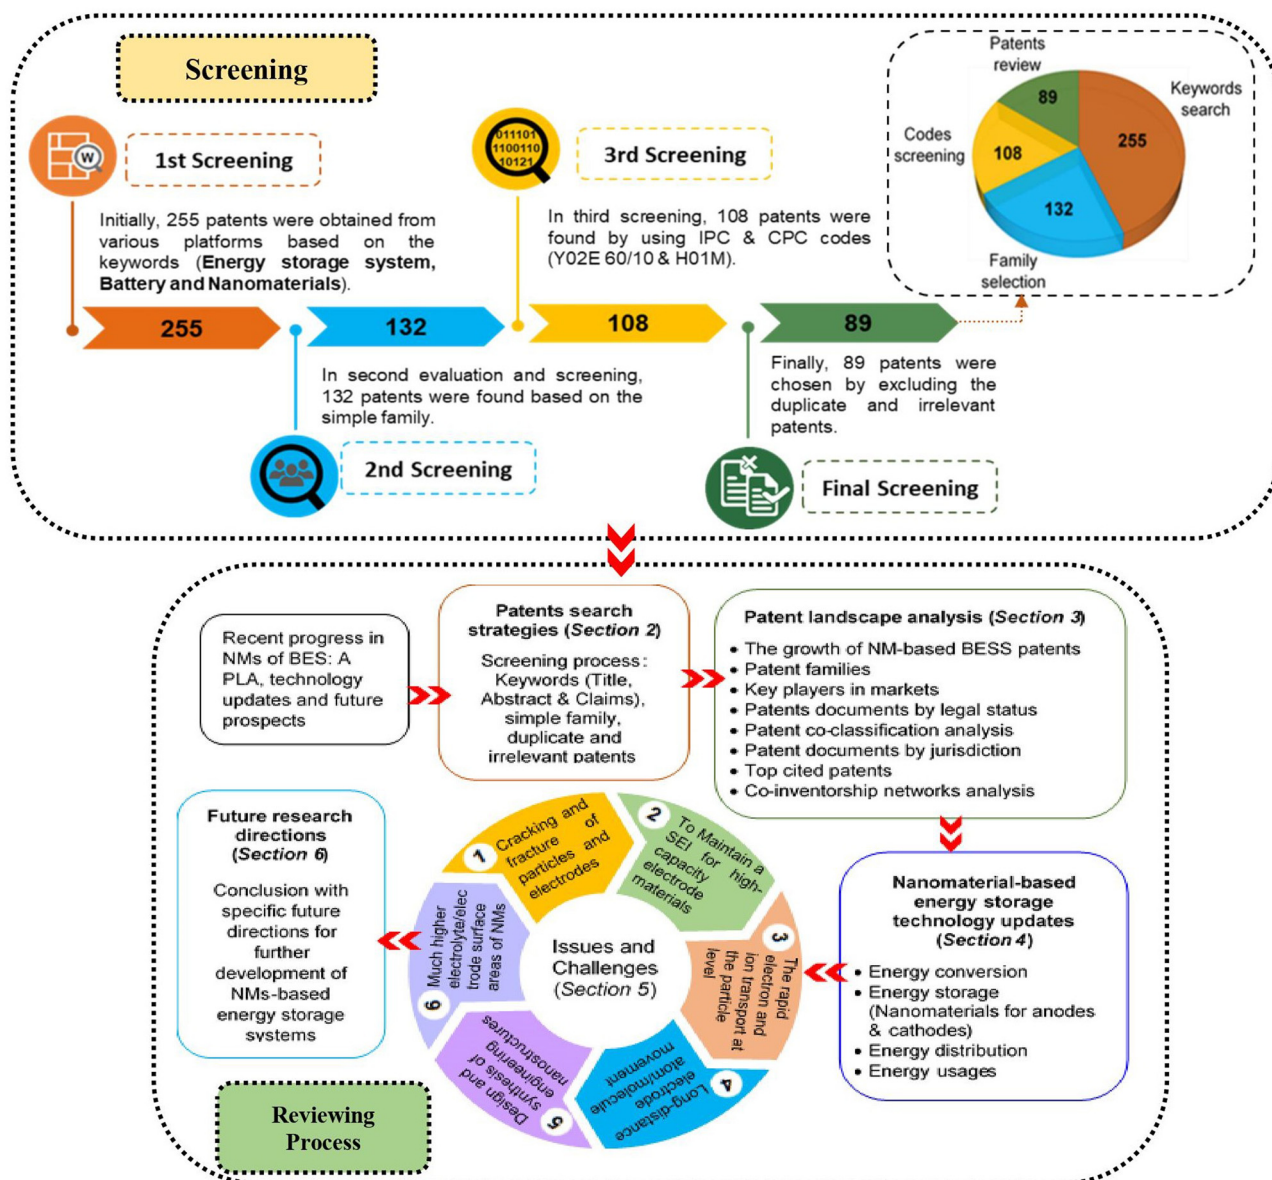 Screening
1st Screening
W
Initially, 255 patents were obtained from
various platforms based on the
keywords (Energy storage system,
Battery and Nanomaterials).
255
132
In second evaluation and screening,
132 patents were found based on the
simple family.
2nd Screening
011101
1100110
10121
3rd Screening
In third screening, 108 patents were
found by using IPC & CPC codes
(Y02E 60/10 & H01M).
108
89
Finally, 89 patents were
chosen by excluding the
duplicate and irrelevant
patents.
Final Screening
Patents
review
89
Keywords
search
255
Codes
screening
108
132
Family
selection
Recent progress in
NMs of BES: A
PLA, technology
updates and future
prospects
Patents search
strategies (Section 2)
Screening process:
Keywords (Title,
Abstract & Claims),
simple family,
duplicate and
irrelevant patents
Patent landscape analysis (Section 3)
• The growth of NM-based BESS patents
• Patent families
• Key players in markets
• Patents documents by legal status
• Patent co-classification analysis
• Patent documents by jurisdiction
• Top cited patents
• Co-inventorship networks analysis
Nanomaterial-based
energy storage
technology updates
(Section 4)
• Energy conversion
• Energy storage
(Nanomaterials for anodes
& cathodes)
• Energy distribution
• Energy usages
Issues and
Challenges
(Section 5)
1
Cracking and
fracture of
particles and
electrodes
2
To Maintain a
SEI for high-
capacity
electrode
materials
3
The rapid
electron and
ion transport at
the particle
level
4
Long-distance
electrode
atom/molecule
movement
5
Design and
synthesis of
engineering
nanostructures
6
Much higher
electrolyte/elec
trode surface
areas of NMs
Future research
directions
(Section 6)
Conclusion with
specific future
directions for
further
development of
NMs-based
energy storage
systems
Reviewing
Process